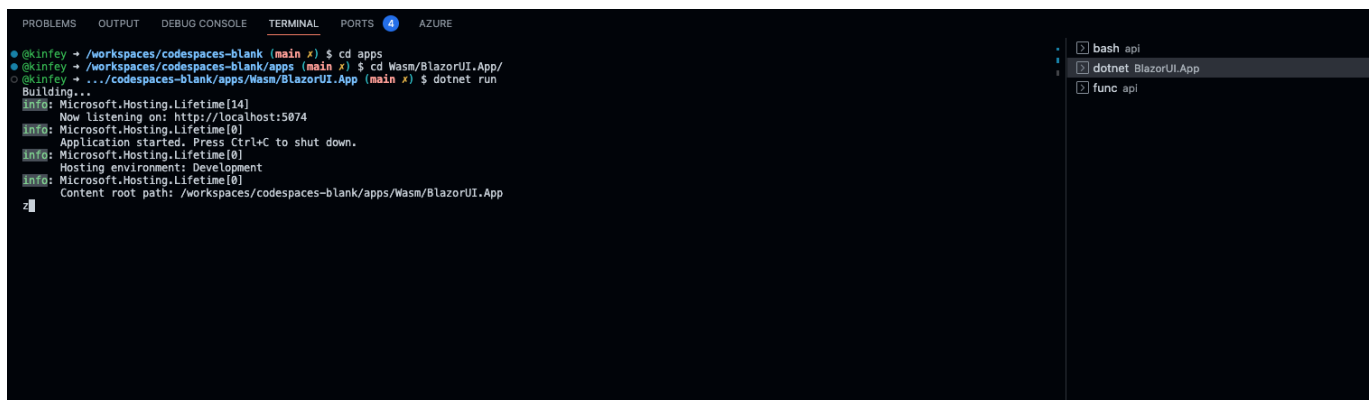 PROBLEMS OUTPUT DEBUG CONSOLE TERMINAL PORTS 4 AZURE
@kinfey → /workspaces/codespaces-blank (main ✗) $ cd apps
@kinfey → /workspaces/codespaces-blank/apps (main ✗) $ cd Wasm/BlazorUI.App/
@kinfey → .../codespaces-blank/apps/Wasm/BlazorUI.App (main ✗) $ dotnet run
Building...
info: Microsoft.Hosting.Lifetime[14]
Now listening on: http://localhost:5074
info: Microsoft.Hosting.Lifetime[0]
Application started. Press Ctrl+C to shut down.
info: Microsoft.Hosting.Lifetime[0]
Hosting environment: Development
info: Microsoft.Hosting.Lifetime[0]
Content root path: /workspaces/codespaces-blank/apps/Wasm/BlazorUI.App
z
bash api
dotnet BlazorUI.App
func api